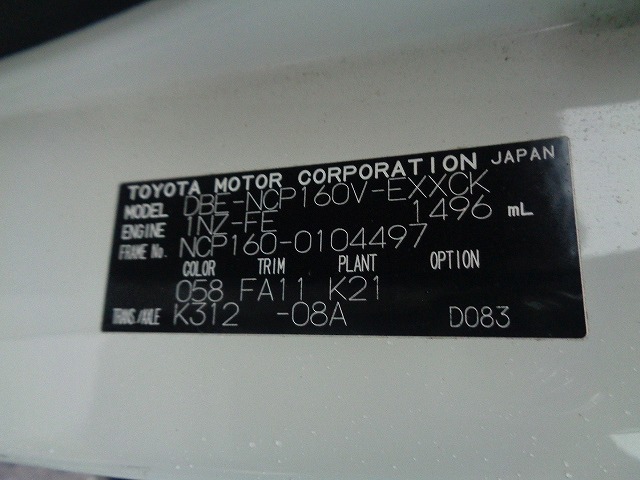 TOYOTA MOTOR CORPORATION JAPAN
MODEL DBE-NCP160V-EXXCK
ENGINE 1NZ-FE 1496 mL
FRAME No. NCP160-0104497
COLOR TRIM PLANT OPTION
058 FA11 K21
TRANS./AXLE K312 -08A D083